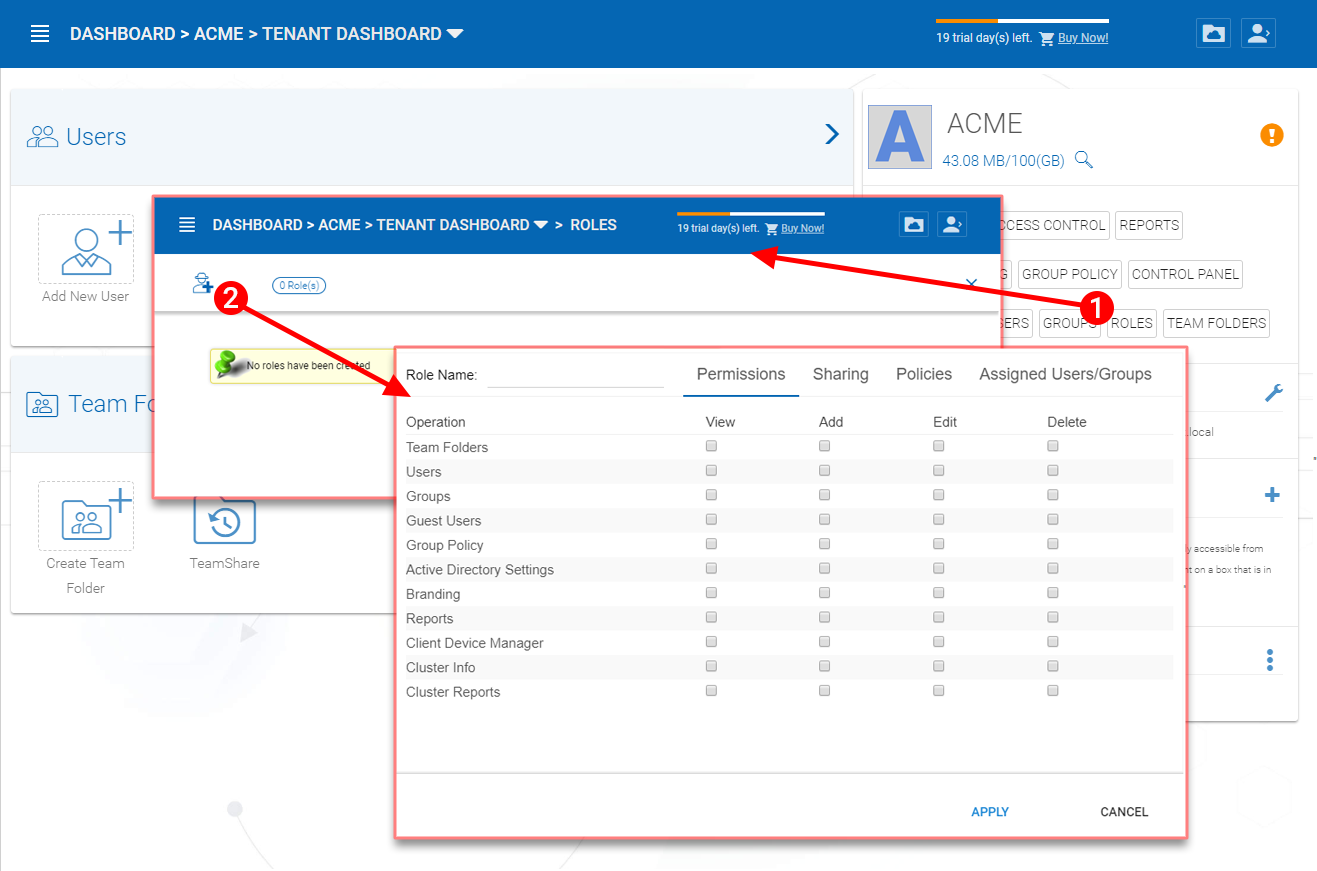 DASHBOARD > ACME > TENANT DASHBOARD
19 trial day(s) left. Buy Now!
Users
A
ACME
43.08 MB/100(GB)
Add New User
CCESS CONTROL
REPORTS
G
GROUP POLICY
CONTROL PANEL
ERS
GROUPS
ROLES
TEAM FOLDERS
1
DASHBOARD > ACME > TENANT DASHBOARD > ROLES
19 trial day(s) left. Buy Now!
0 Role(s)
2
No roles have been created
Team Fo
Create Team
Folder
TeamShare
local
y accessible from
nt on a box that is in
Role Name:
Permissions
Sharing
Policies
Assigned Users/Groups
Operation View Add Edit Delete
Team Folders
Users
Groups
Guest Users
Group Policy
Active Directory Settings
Branding
Reports
Client Device Manager
Cluster Info
Cluster Reports
APPLY
CANCEL